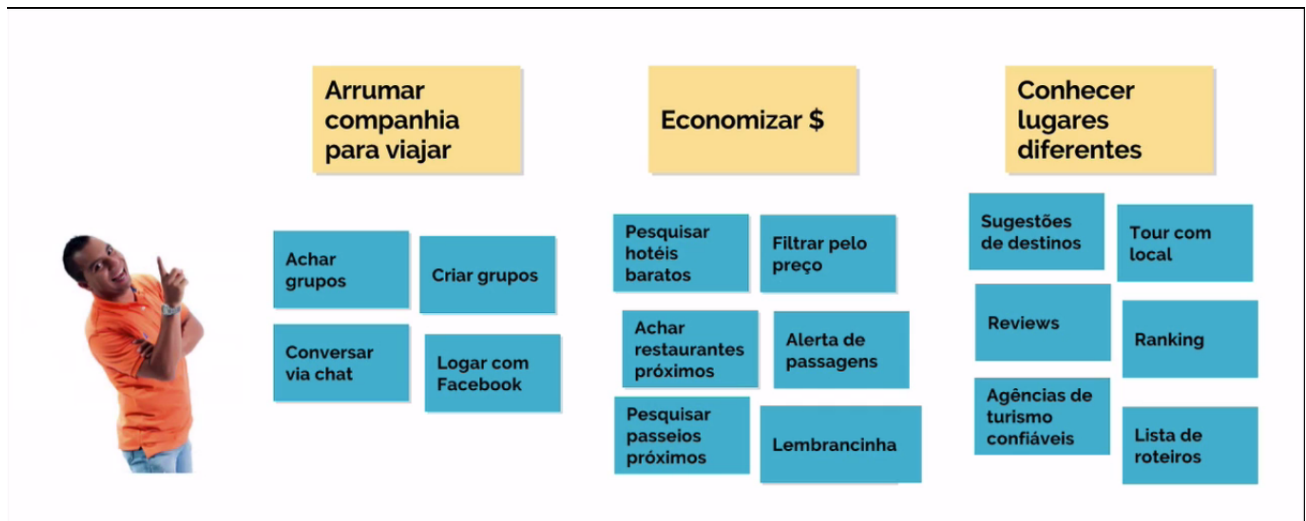 Arrumar
companhia
para viajar
Economizar $
Conhecer
lugares
diferentes
Achar
grupos
Criar grupos
Conversar
via chat
Logar com
Facebook
Pesquisar
hotéis
baratos
Filtrar pelo
preço
Achar
restaurantes
próximos
Alerta de
passagens
Pesquisar
passeios
próximos
Lembrancinha
Sugestões
de destinos
Tour com
local
Reviews
Ranking
Agências de
turismo
confiáveis
Lista de
roteiros